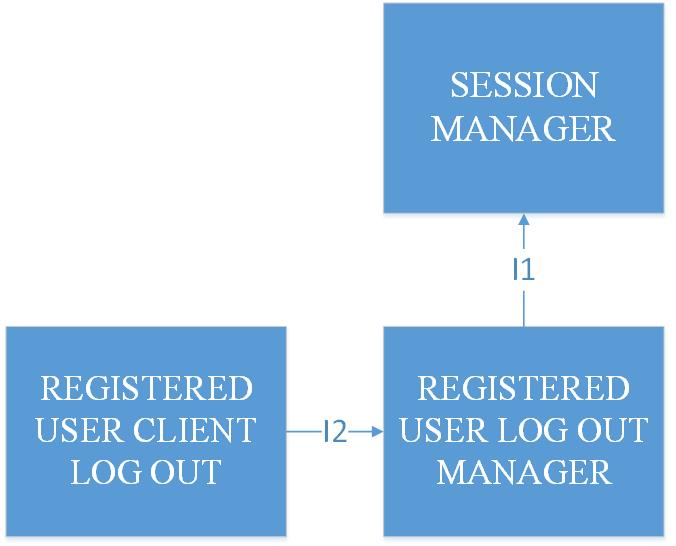 SESSION
MANAGER
I1
REGISTERED
USER CLIENT
LOG OUT
I2
REGISTERED
USER LOG OUT
MANAGER